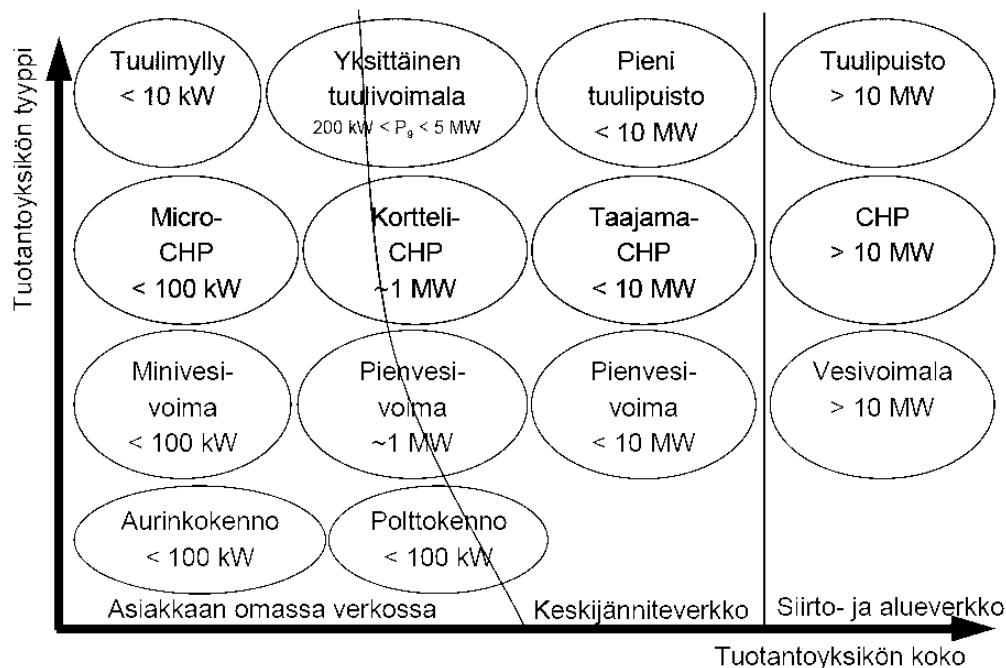 Tuotantoyksikön tyyppi
Tuulimylly
< 10 kW
Yksittäinen
tuulivoimala
200 kW < Pg < 5 MW
Pieni
tuulipuisto
< 10 MW
Tuulipuisto
> 10 MW
Micro-
CHP
< 100 kW
Kortteli-
CHP
~1 MW
Taajama-
CHP
< 10 MW
CHP
> 10 MW
Minivesi-
voima
< 100 kW
Pienvesi-
voima
~1 MW
Pienvesi-
voima
< 10 MW
Vesivoimala
> 10 MW
Aurinkokenno
< 100 kW
Polttokenno
< 100 kW
Asiakkaan omassa verkossa
Keskijänniteverkko
Siirto- ja alueverkko
Tuotantoyksikön koko